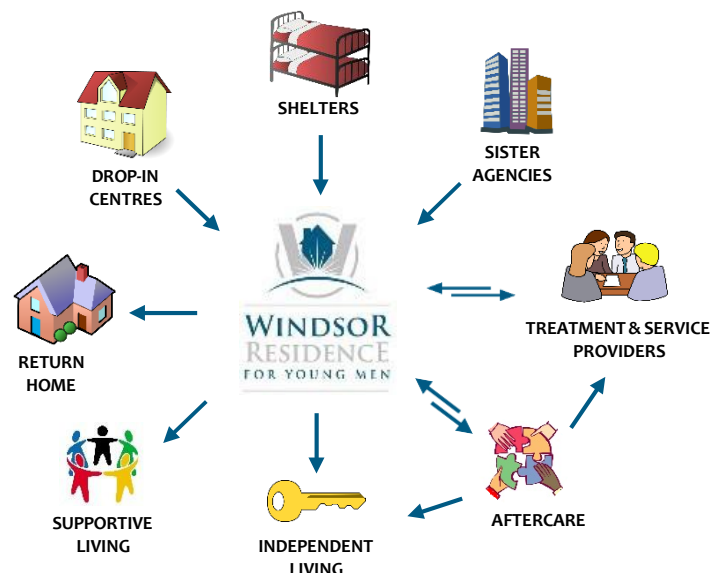 SHELTERS
SISTER
AGENCIES
DROP-IN
CENTRES
WINDSOR
RESIDENCE
FOR YOUNG MEN
TREATMENT & SERVICE
PROVIDERS
RETURN
HOME
SUPPORTIVE
LIVING
INDEPENDENT
LIVING
AFTERCARE